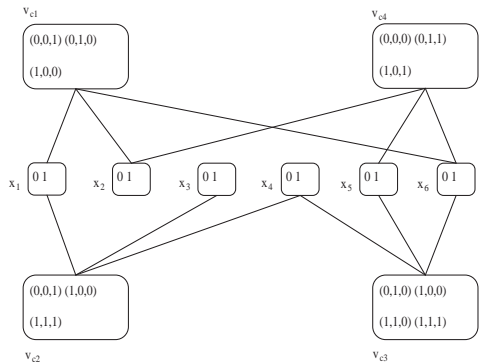 v_c1
v_c4
(0,0,1) (0,1,0)
(1,0,0)
(0,0,0) (0,1,1)
(1,0,1)
x_1 0 1
x_2 0 1
x_3 0 1
x_4 0 1
x_5 0 1
x_6 0 1
(0,0,1) (1,0,0)
(1,1,1)
(0,1,0) (1,0,0)
(1,1,0) (1,1,1)
v_c2
v_c3